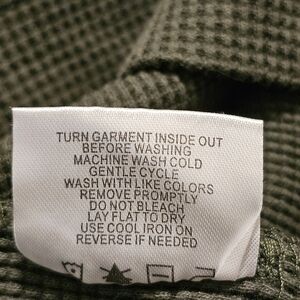 TURN GARMENT INSIDE OUT
BEFORE WASHING
MACHINE WASH COLD
GENTLE CYCLE
WASH WITH LIKE COLORS
REMOVE PROMPTLY
DO NOT BLEACH
LAY FLAT TO DRY
USE COOL IRON ON
REVERSE IF NEEDED